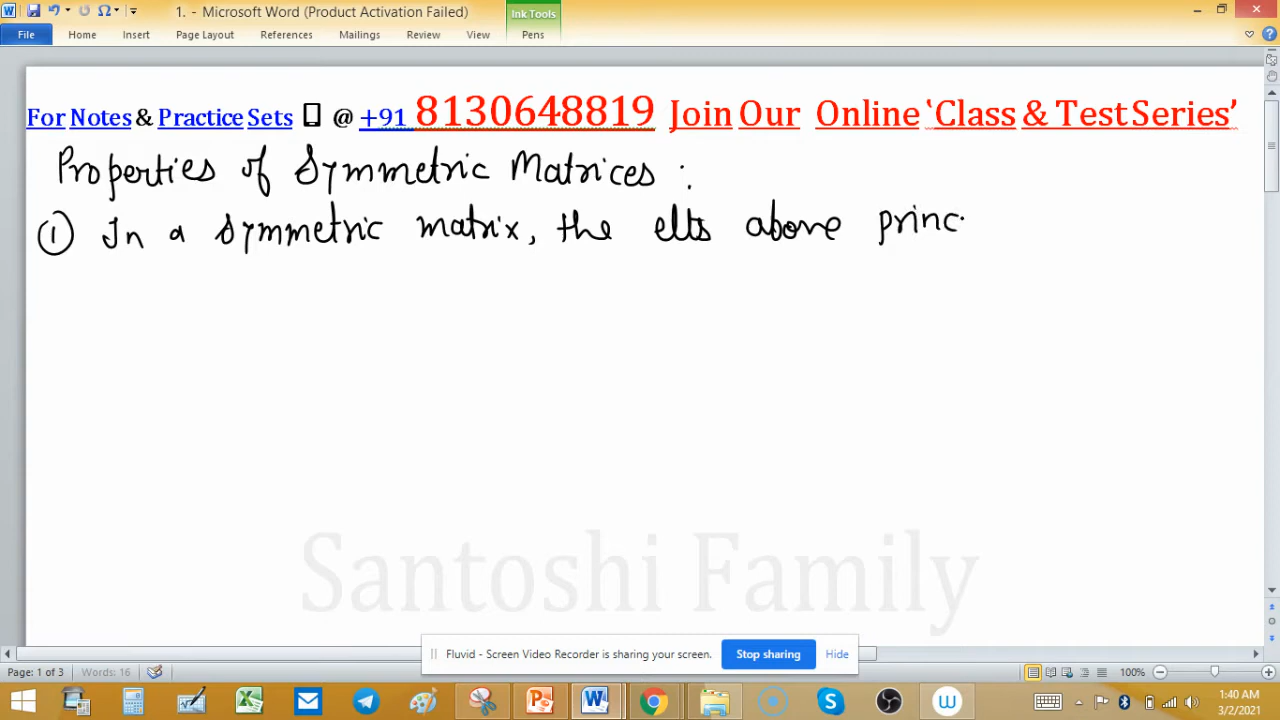 1. - Microsoft Word (Product Activation Failed)
Ink Tools
File Home Insert Page Layout References Mailings Review View Pens
For Notes & Practice Sets @ +91 8130648819 Join Our Online ‘Class & Test Series’
Properties of Symmetric Matrices :
① In a symmetric matrix, the elts above princ
Santoshi Family
Fluvid - Screen Video Recorder is sharing your screen. Stop sharing Hide
Page: 1 of 3 Words: 16 100%
1:40 AM
3/2/2021